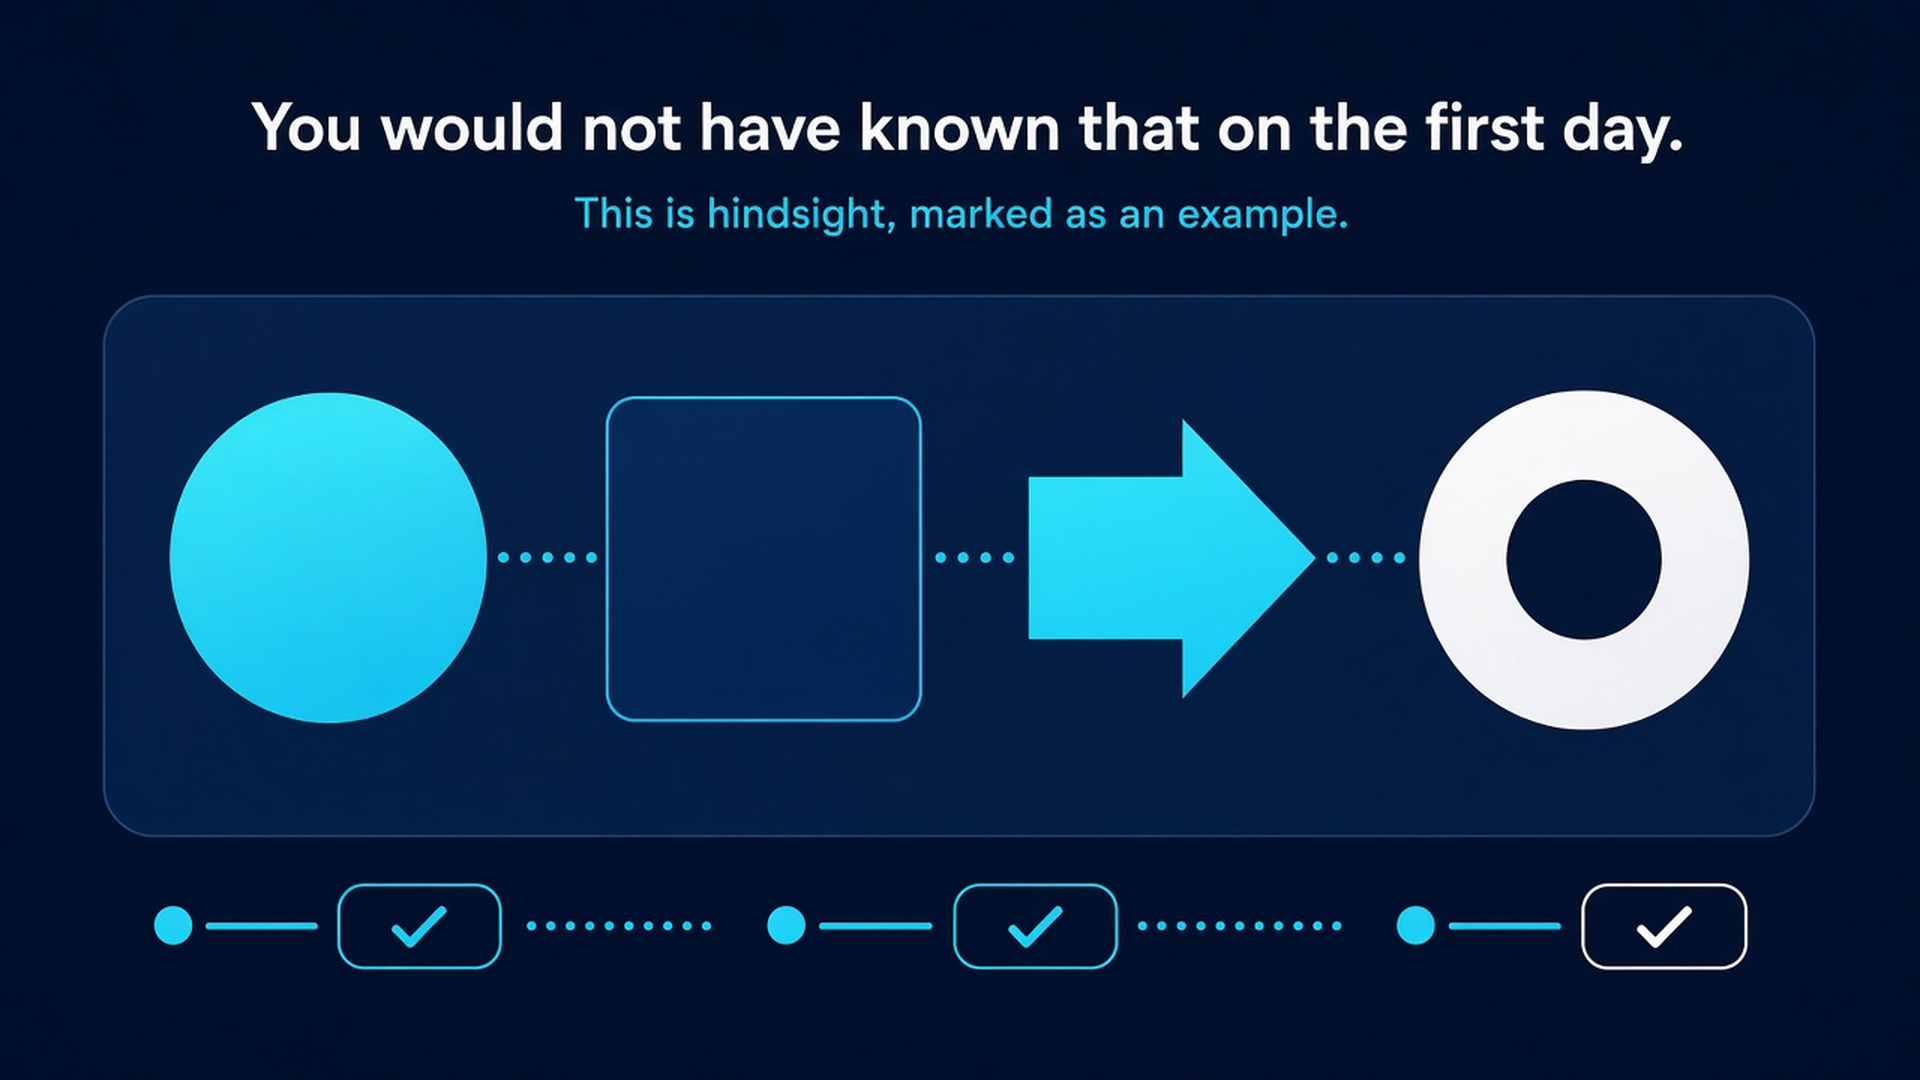 You would not have known that on the first day.
This is hindsight, marked as an example.